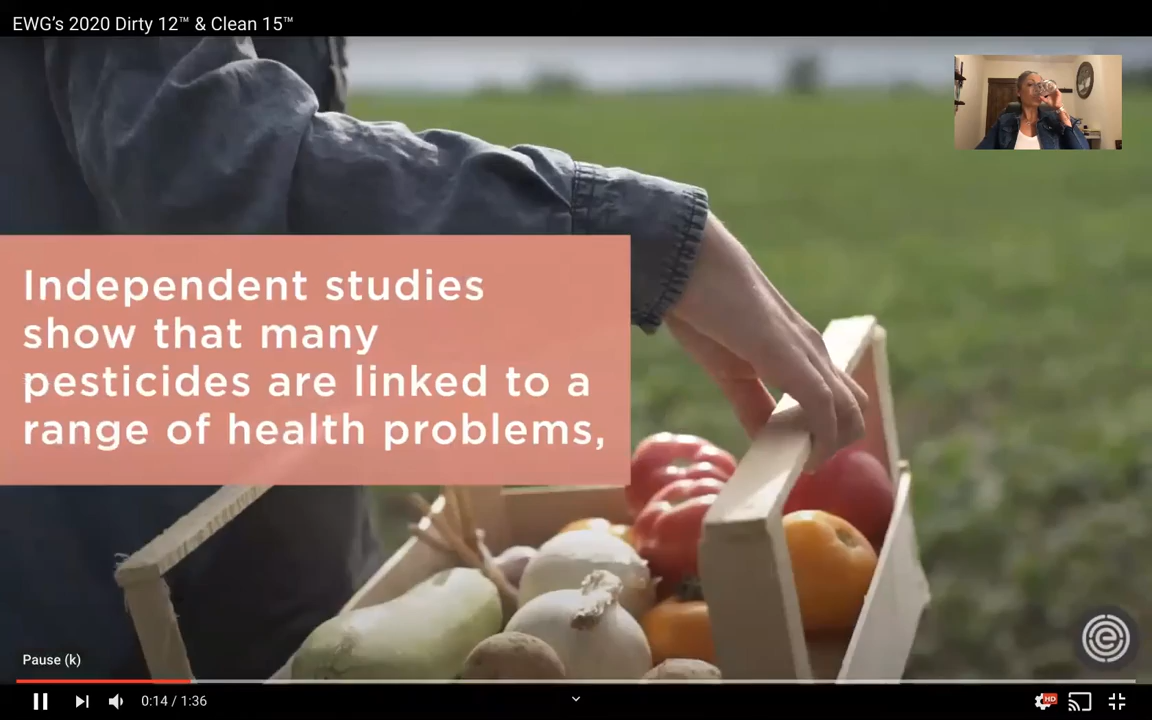 EWG’s 2020 Dirty 12™ & Clean 15™
Independent studies
show that many
pesticides are linked to a
range of health problems,
Pause (k)
0:14 / 1:36
HD